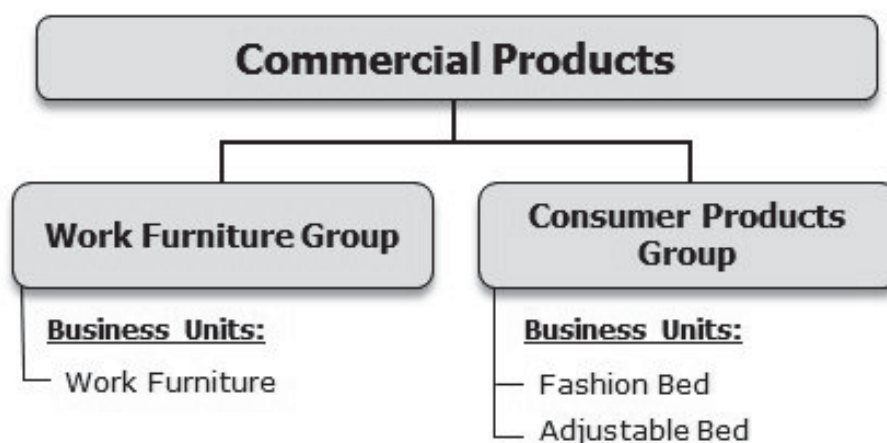 Commercial Products
Work Furniture Group
Consumer Products
Group
Business Units:
Work Furniture
Business Units:
Fashion Bed
Adjustable Bed